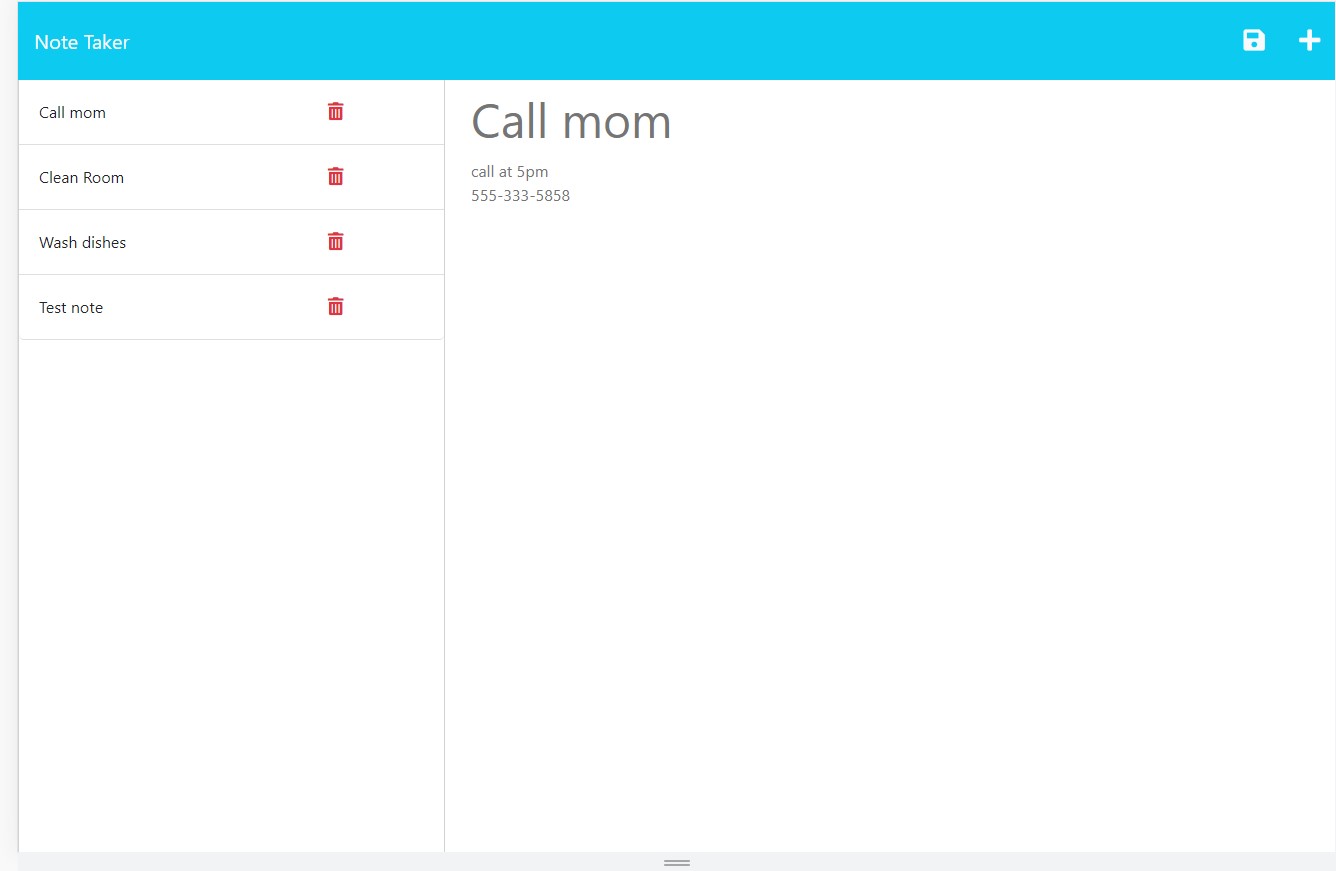 Note Taker
Call mom
Clean Room
Wash dishes
Test note
Call mom
call at 5pm
555-333-5858